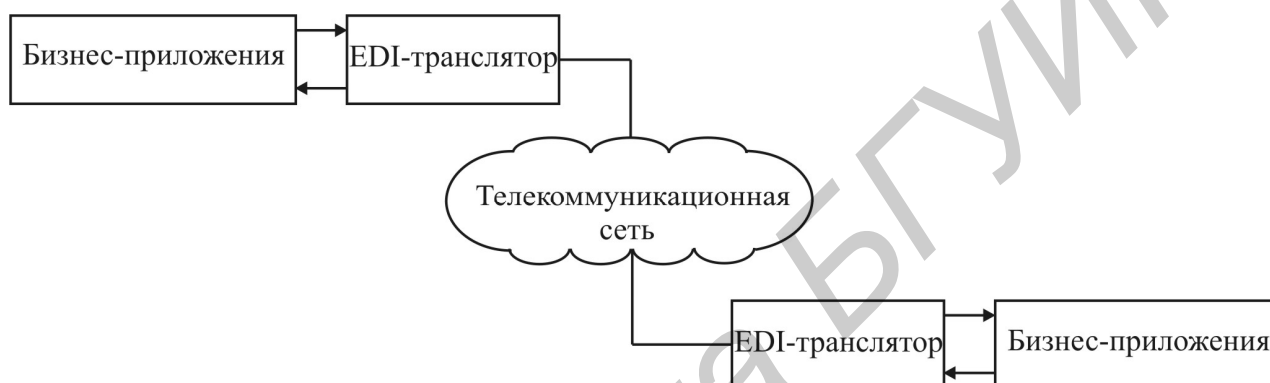 Бизнес-приложения
EDI-транслятор
Телекоммуникационная
сеть
EDI-транслятор
Бизнес-приложения